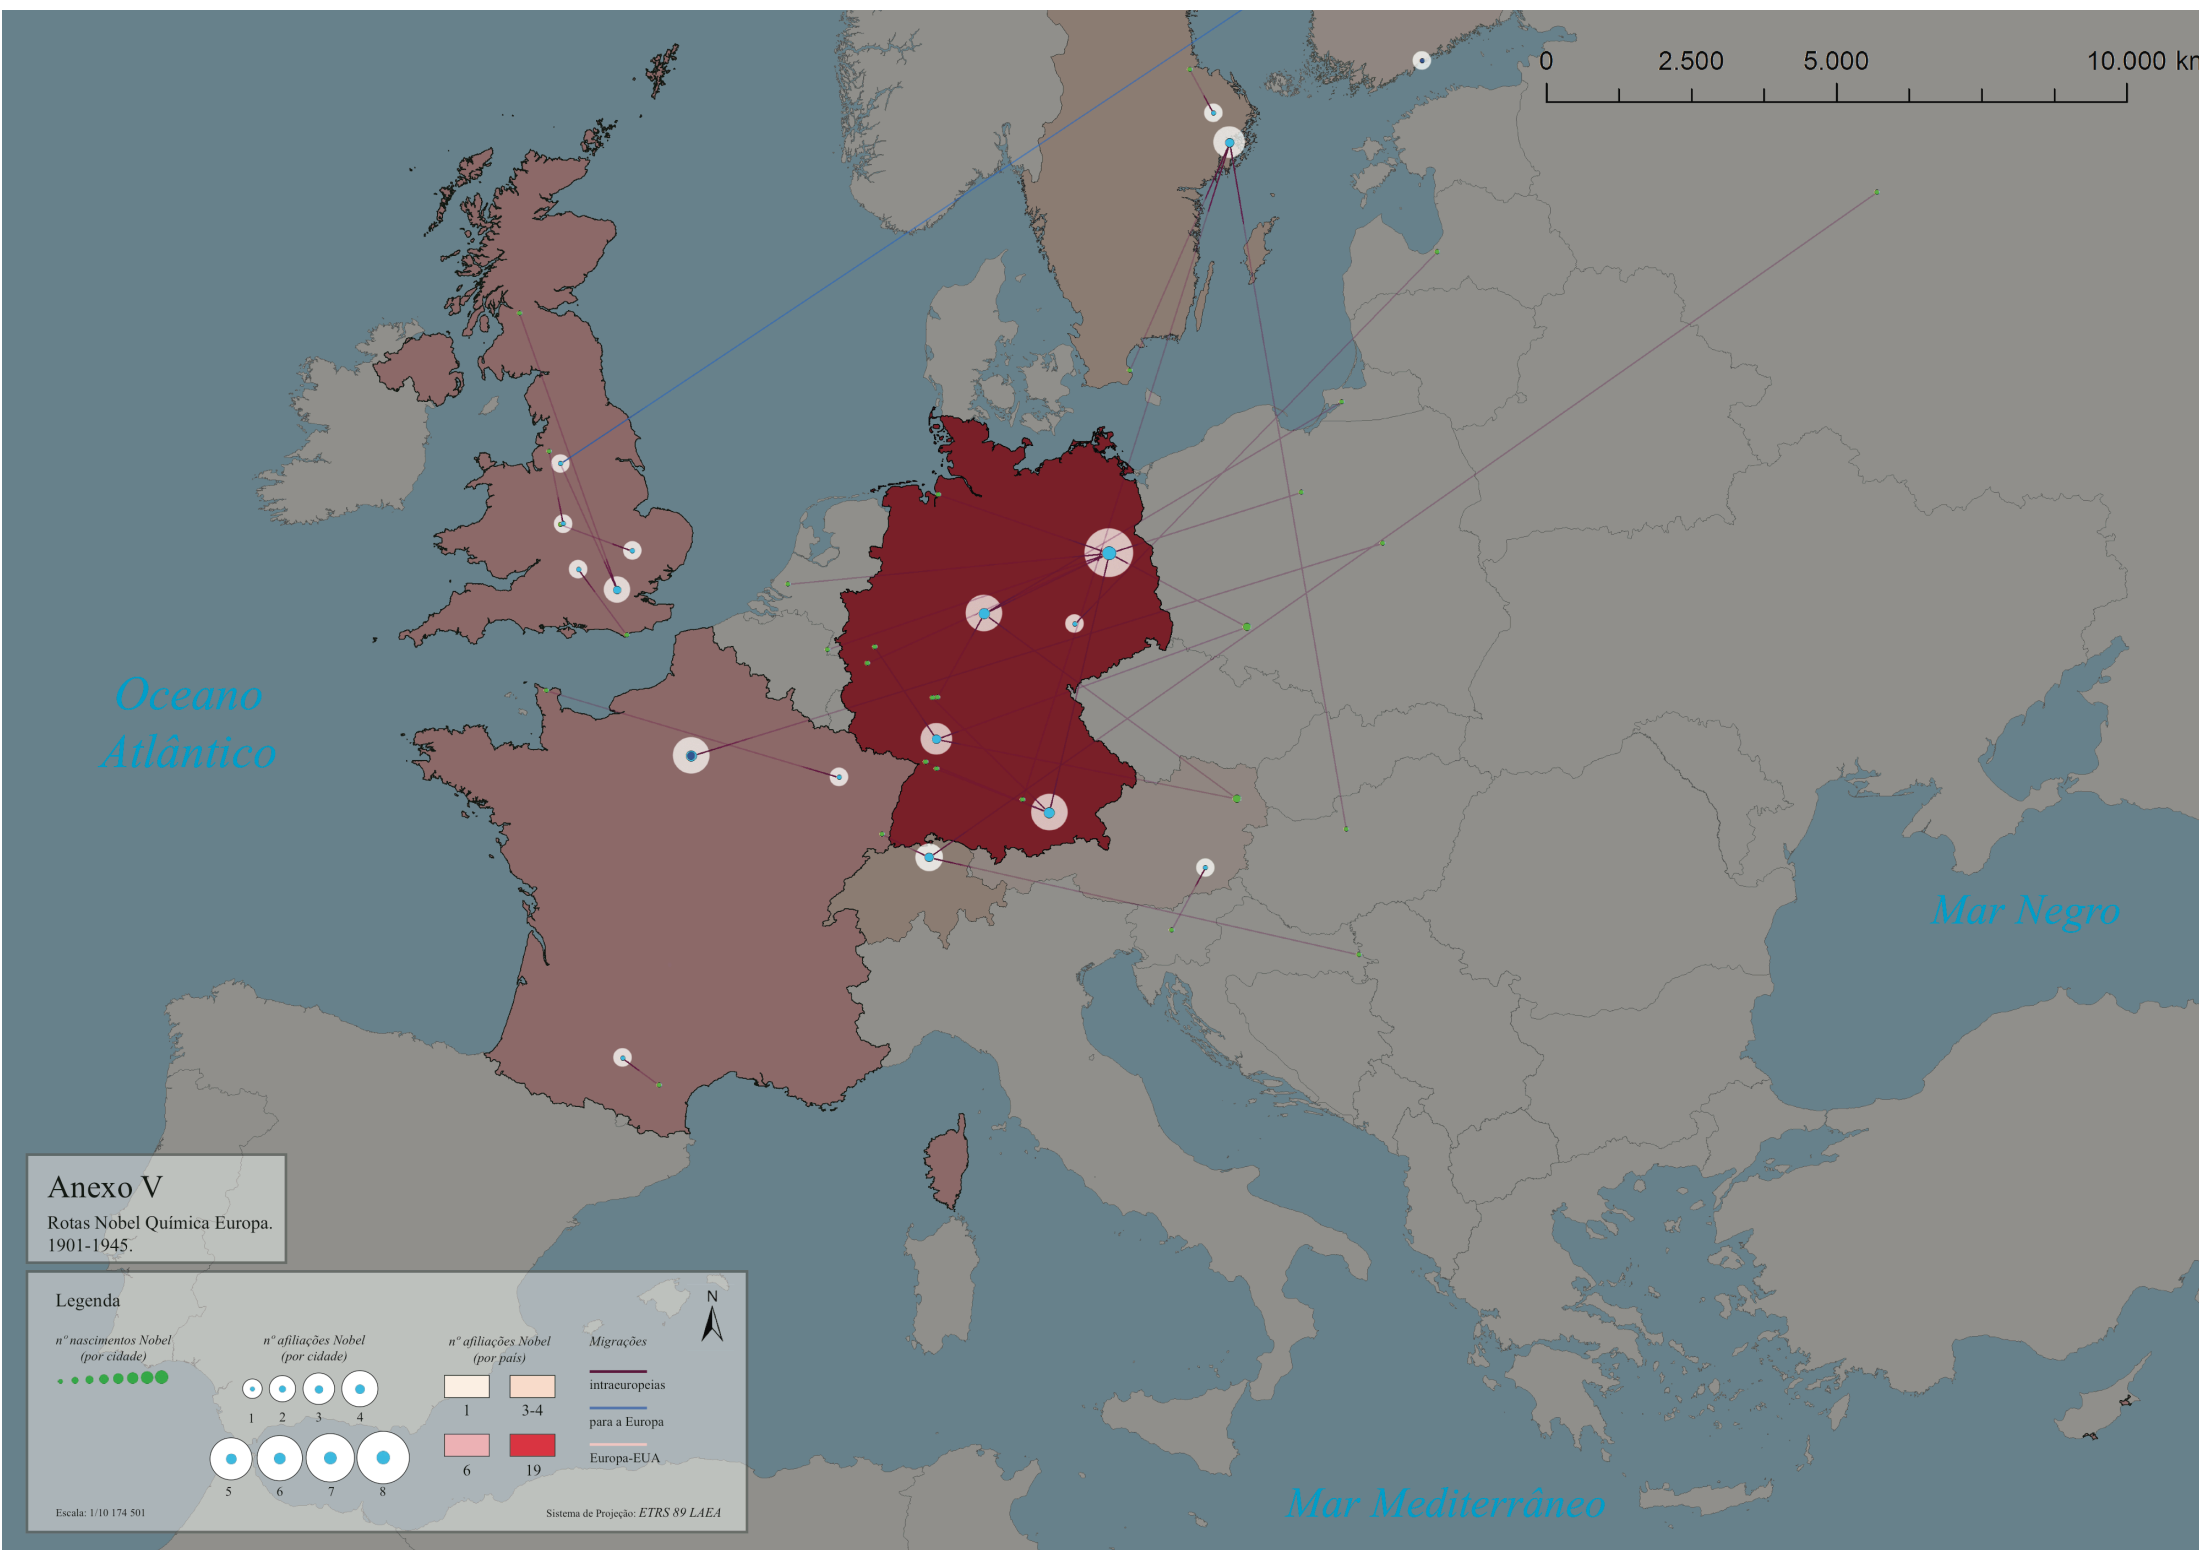 0 2.500 5.000 10.000 km
Oceano
Atlântico
Mar Negro
Mar Mediterrâneo
Anexo V
Rotas Nobel Química Europa.
1901-1945.
Legenda
N
nº nascimentos Nobel
(por cidade)
nº afiliações Nobel
(por cidade)
1 2 3 4
5 6 7 8
nº afiliações Nobel
(por país)
1 3-4
6 19
Migrações
intraeuropeias
para a Europa
Europa-EUA
Escala: 1/10 174 501
Sistema de Projeção: ETRS 89 LAEA